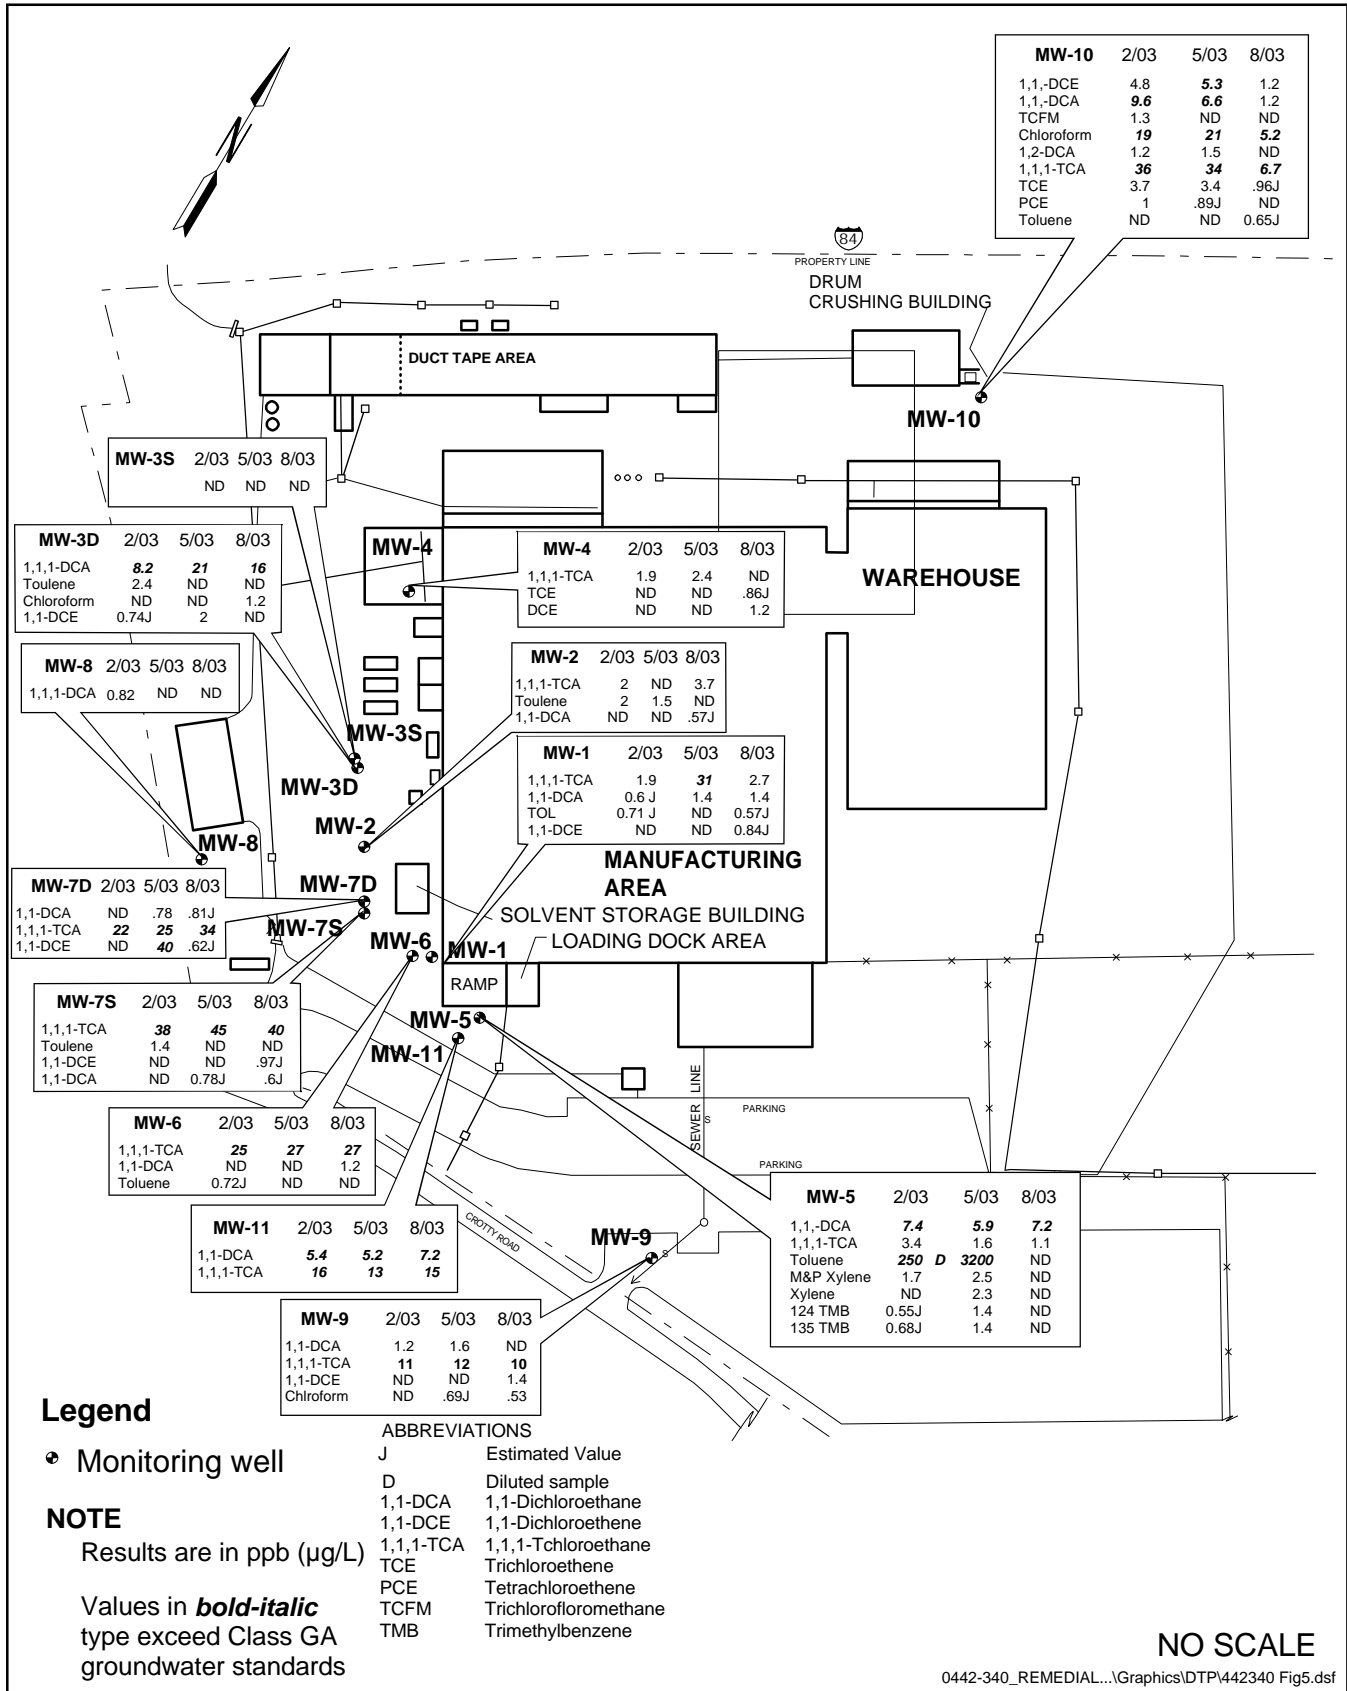 N
MW-10 2/03 5/03 8/03
1,1,-DCE 4.8 5.3 1.2
1,1,-DCA 9.6 6.6 1.2
TCFM 1.3 ND ND
Chloroform 19 21 5.2
1,2-DCA 1.2 1.5 ND
1,1,1-TCA 36 34 6.7
TCE 3.7 3.4 .96J
PCE 1 .89J ND
Toluene ND ND 0.65J
84
PROPERTY LINE
DRUM
CRUSHING BUILDING
DUCT TAPE AREA
MW-10
MW-3S 2/03 5/03 8/03
ND ND ND
MW-3D 2/03 5/03 8/03
1,1,1-DCA 8.2 21 16
Toulene 2.4 ND ND
Chloroform ND ND 1.2
1,1-DCE 0.74J 2 ND
MW-4
MW-4 2/03 5/03 8/03
1,1,1-TCA 1.9 2.4 ND
TCE ND ND .86J
DCE ND ND 1.2
WAREHOUSE
MW-8 2/03 5/03 8/03
1,1,1-DCA 0.82 ND ND
MW-2 2/03 5/03 8/03
1,1,1-TCA 2 ND 3.7
Toulene 2 1.5 ND
1,1-DCA ND ND .57J
MW-3S
MW-3D
MW-1 2/03 5/03 8/03
1,1,1-TCA 1.9 31 2.7
1,1-DCA 0.6 J 1.4 1.4
TOL 0.71 J ND 0.57J
1,1-DCE ND ND 0.84J
MW-2
MW-8
MANUFACTURING
AREA
MW-7D 2/03 5/03 8/03
1,1-DCA ND .78 .81J
1,1,1-TCA 22 25 34
1,1-DCE ND 40 .62J
MW-7D
MW-7S
SOLVENT STORAGE BUILDING
LOADING DOCK AREA
MW-6
MW-1
RAMP
MW-7S 2/03 5/03 8/03
1,1,1-TCA 38 45 40
Toulene 1.4 ND ND
1,1-DCE ND ND .97J
1,1-DCA ND 0.78J .6J
MW-5
MW-11
SEWER LINE
S
PARKING
PARKING
MW-6 2/03 5/03 8/03
1,1,1-TCA 25 27 27
1,1-DCA ND ND 1.2
Toluene 0.72J ND ND
MW-5 2/03 5/03 8/03
1,1,-DCA 7.4 5.9 7.2
1,1,1-TCA 3.4 1.6 1.1
Toluene 250 D 3200 ND
M&P Xylene 1.7 2.5 ND
Xylene ND 2.3 ND
124 TMB 0.55J 1.4 ND
135 TMB 0.68J 1.4 ND
MW-11 2/03 5/03 8/03
1,1-DCA 5.4 5.2 7.2
1,1,1-TCA 16 13 15
CROTTY ROAD
MW-9
S
MW-9 2/03 5/03 8/03
1,1-DCA 1.2 1.6 ND
1,1,1-TCA 11 12 10
1,1-DCE ND ND 1.4
Chlroform ND .69J .53
Legend
Monitoring well
NOTE
Results are in ppb (µg/L)
Values in bold-italic
type exceed Class GA
groundwater standards
ABBREVIATIONS
J Estimated Value
D Diluted sample
1,1-DCA 1,1-Dichloroethane
1,1-DCE 1,1-Dichloroethene
1,1,1-TCA 1,1,1-Tchloroethane
TCE Trichloroethene
PCE Tetrachloroethene
TCFM Trichlorofloromethane
TMB Trimethylbenzene
NO SCALE
0442-340_REMEDIAL...\Graphics\DTP\442340 Fig5.dsf